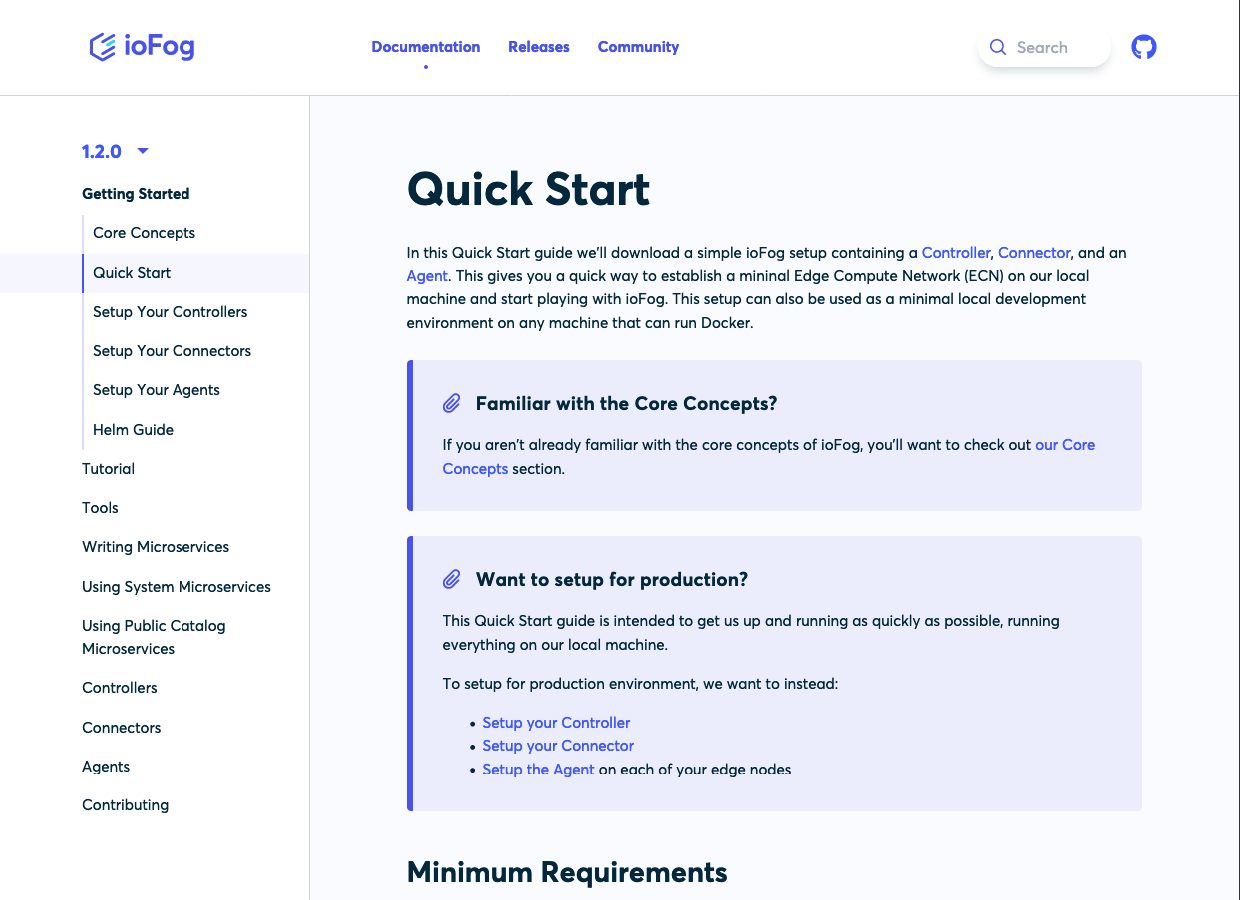 ioFog
Documentation
Releases
Community
Search
1.2.0
Getting Started
Core Concepts
Quick Start
Setup Your Controllers
Setup Your Connectors
Setup Your Agents
Helm Guide
Tutorial
Tools
Writing Microservices
Using System Microservices
Using Public Catalog
Microservices
Controllers
Connectors
Agents
Contributing
Quick Start
In this Quick Start guide we'll download a simple ioFog setup containing a Controller, Connector, and an
Agent. This gives you a quick way to establish a mininal Edge Compute Network (ECN) on our local
machine and start playing with ioFog. This setup can also be used as a minimal local development
environment on any machine that can run Docker.
Familiar with the Core Concepts?
If you aren't already familiar with the core concepts of ioFog, you'll want to check out our Core
Concepts section.
Want to setup for production?
This Quick Start guide is intended to get us up and running as quickly as possible, running
everything on our local machine.
To setup for production environment, we want to instead:
• Setup your Controller
• Setup your Connector
• Setup the Agent on each of your edge nodes
Minimum Requirements